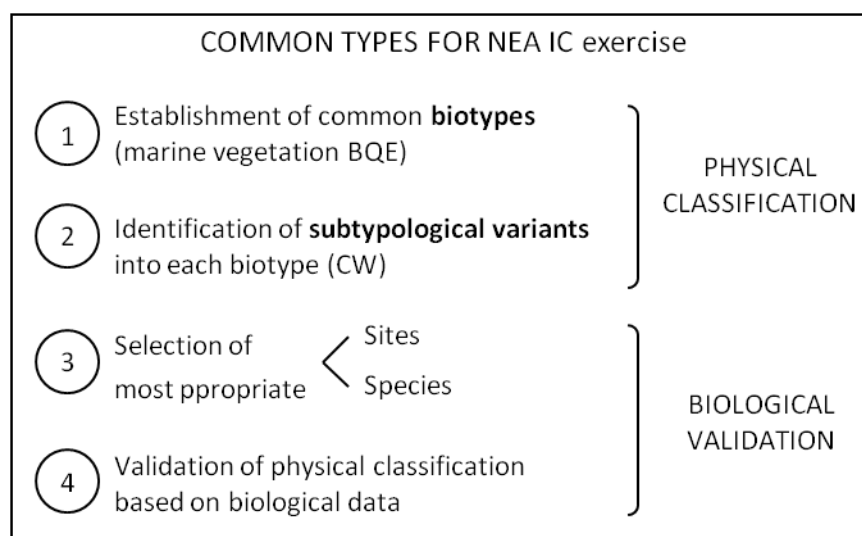 COMMON TYPES FOR NEA IC exercise
1
Establishment of common biotypes
(marine vegetation BQE)
2
Identification of subtypological variants
into each biotype (CW)
PHYSICAL
CLASSIFICATION
3
Selection of
most ppropriate
Sites
Species
4
Validation of physical classification
based on biological data
BIOLOGICAL
VALIDATION